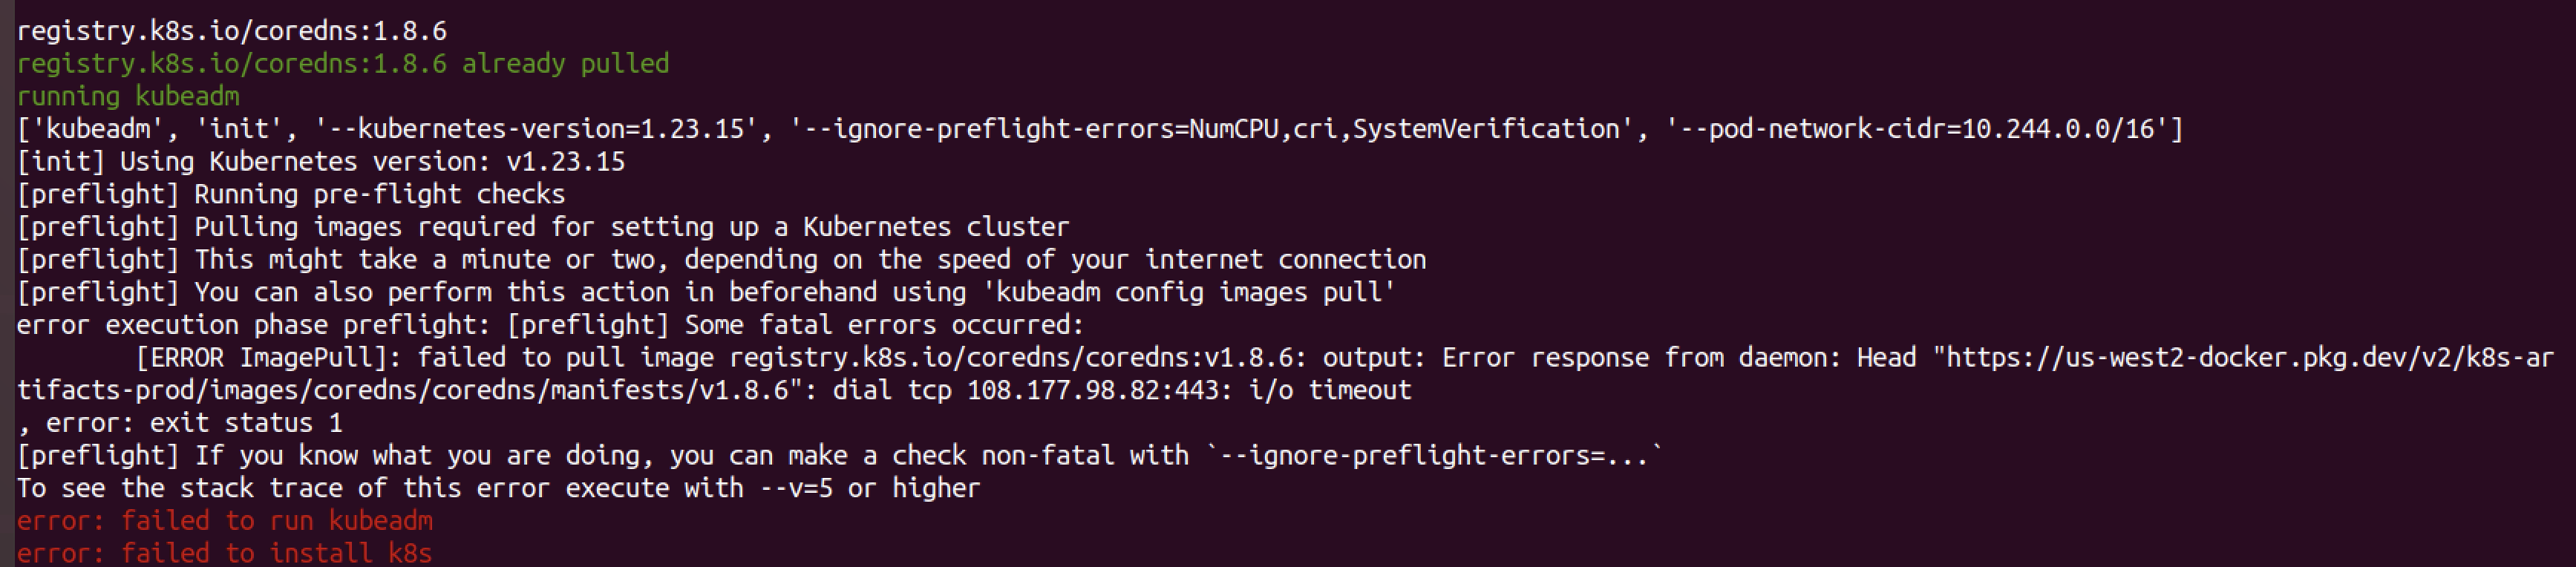 registry.k8s.io/coredns:1.8.6
registry.k8s.io/coredns:1.8.6 already pulled
running kubeadm
['kubeadm', 'init', '--kubernetes-version=1.23.15', '--ignore-preflight-errors=NumCPU,cri,SystemVerification', '--pod-network-cidr=10.244.0.0/16']
[init] Using Kubernetes version: v1.23.15
[preflight] Running pre-flight checks
[preflight] Pulling images required for setting up a Kubernetes cluster
[preflight] This might take a minute or two, depending on the speed of your internet connection
[preflight] You can also perform this action in beforehand using 'kubeadm config images pull'
error execution phase preflight: [preflight] Some fatal errors occurred:
        [ERROR ImagePull]: failed to pull image registry.k8s.io/coredns/coredns:v1.8.6: output: Error response from daemon: Head "https://us-west2-docker.pkg.dev/v2/k8s-ar
tifacts-prod/images/coredns/coredns/manifests/v1.8.6": dial tcp 108.177.98.82:443: i/o timeout
, error: exit status 1
[preflight] If you know what you are doing, you can make a check non-fatal with `--ignore-preflight-errors=...`
To see the stack trace of this error execute with --v=5 or higher
error: failed to run kubeadm
error: failed to install k8s